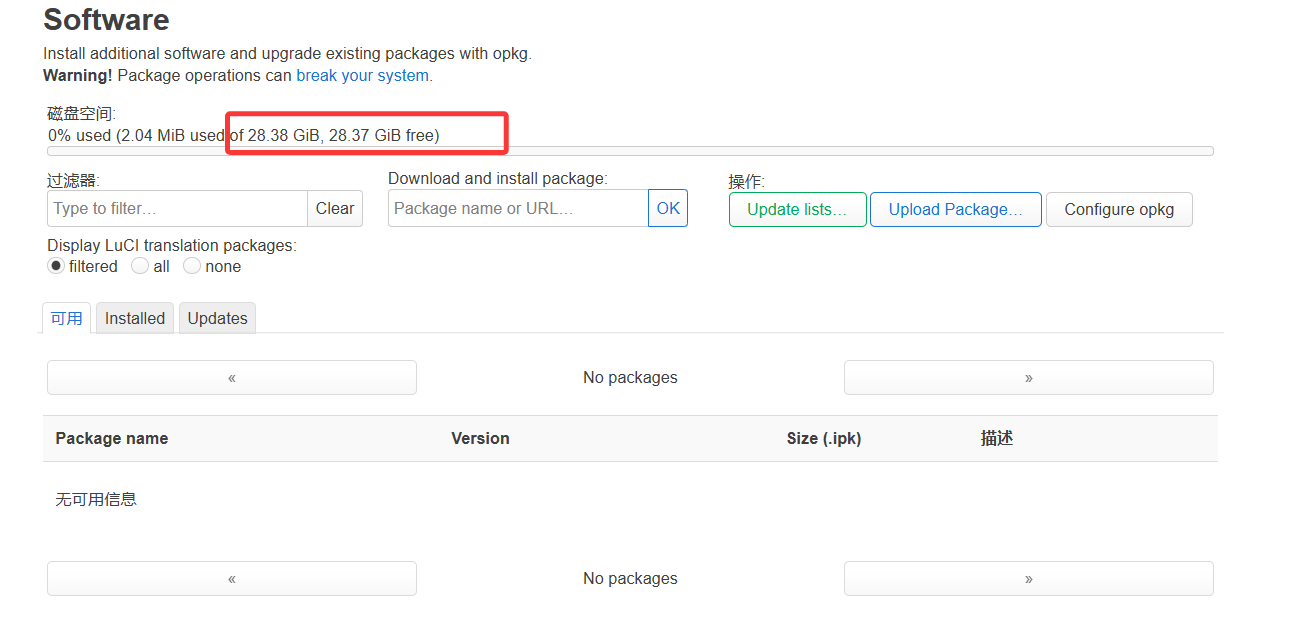 Software
Install additional software and upgrade existing packages with opkg.
Warning! Package operations can break your system.
磁盘空间:
0% used (2.04 MiB used of 28.38 GiB, 28.37 GiB free)
过滤器:
Type to filter…
Clear
Download and install package:
Package name or URL…
OK
操作:
Update lists…
Upload Package…
Configure opkg
Display LuCI translation packages:
filtered all none
可用 Installed Updates
« No packages »
Package name Version Size (.ipk) 描述
无可用信息
« No packages »